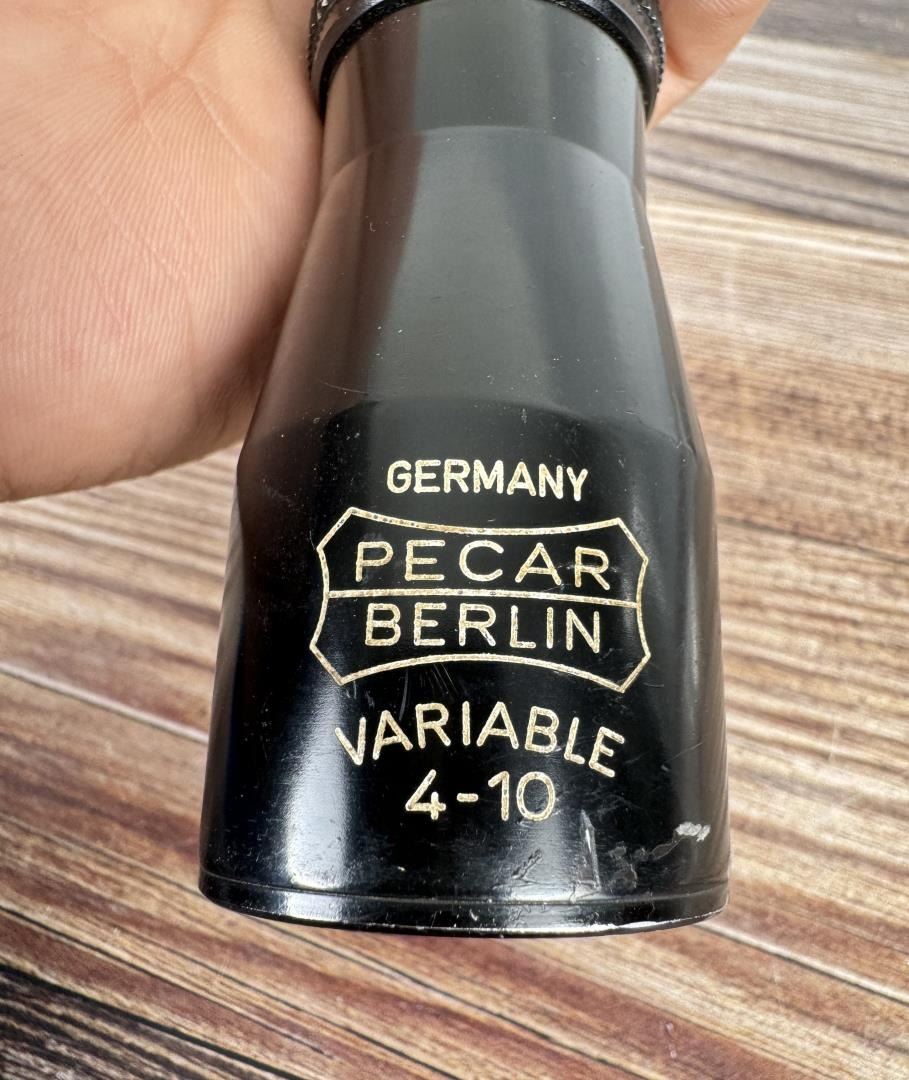 GERMANY
PECAR
BERLIN
VARIABLE
4-10